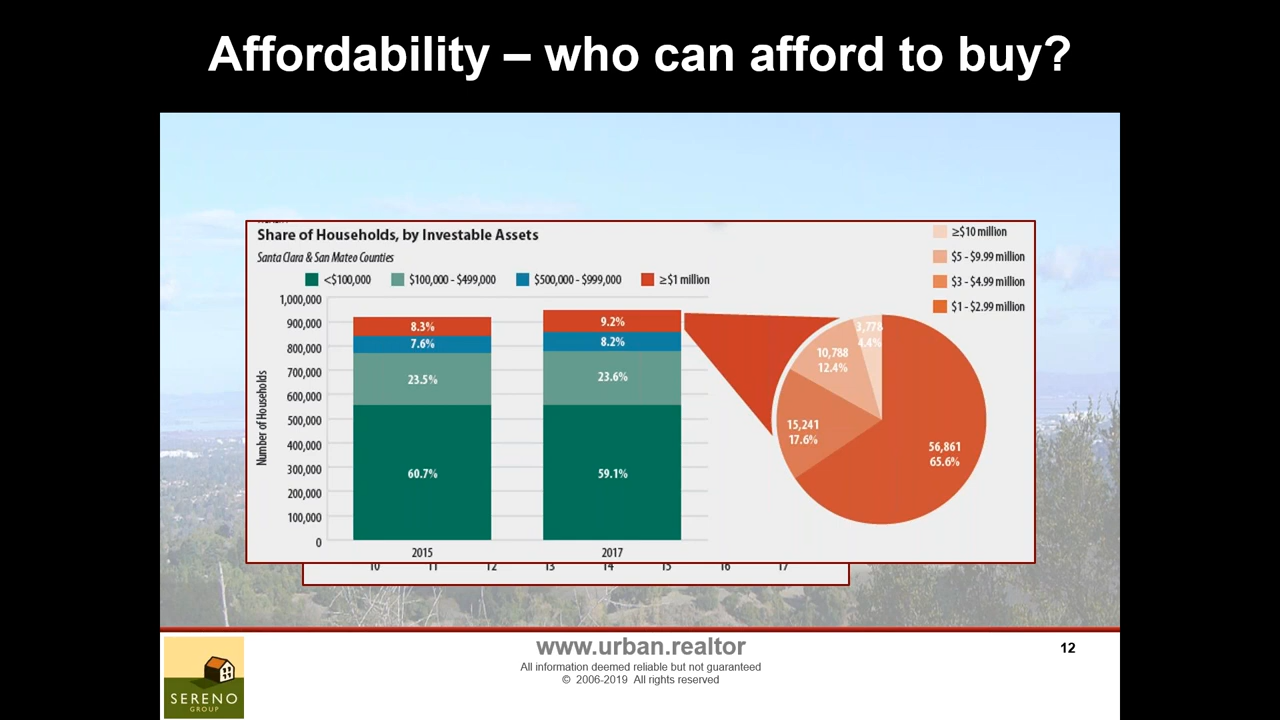 Affordability – who can afford to buy?
Share of Households, by Investable Assets
Santa Clara & San Mateo Counties
<$100,000 $100,000 - $499,000 $500,000 - $999,000 ≥$1 million
≥$10 million
$5 - $9.99 million
$3 - $4.99 million
$1 - $2.99 million
Number of Households
1,000,000
900,000
800,000
700,000
600,000
500,000
400,000
300,000
200,000
100,000
0
8.3%
7.6%
23.5%
60.7%
9.2%
8.2%
23.6%
59.1%
2015 2017
3,778
4.4%
10,788
12.4%
15,241
17.6%
56,861
65.6%
10 11 12 13 14 15 16 17
www.urban.realtor
All information deemed reliable but not guaranteed
© 2006-2019 All rights reserved
12
SERENO
GROUP